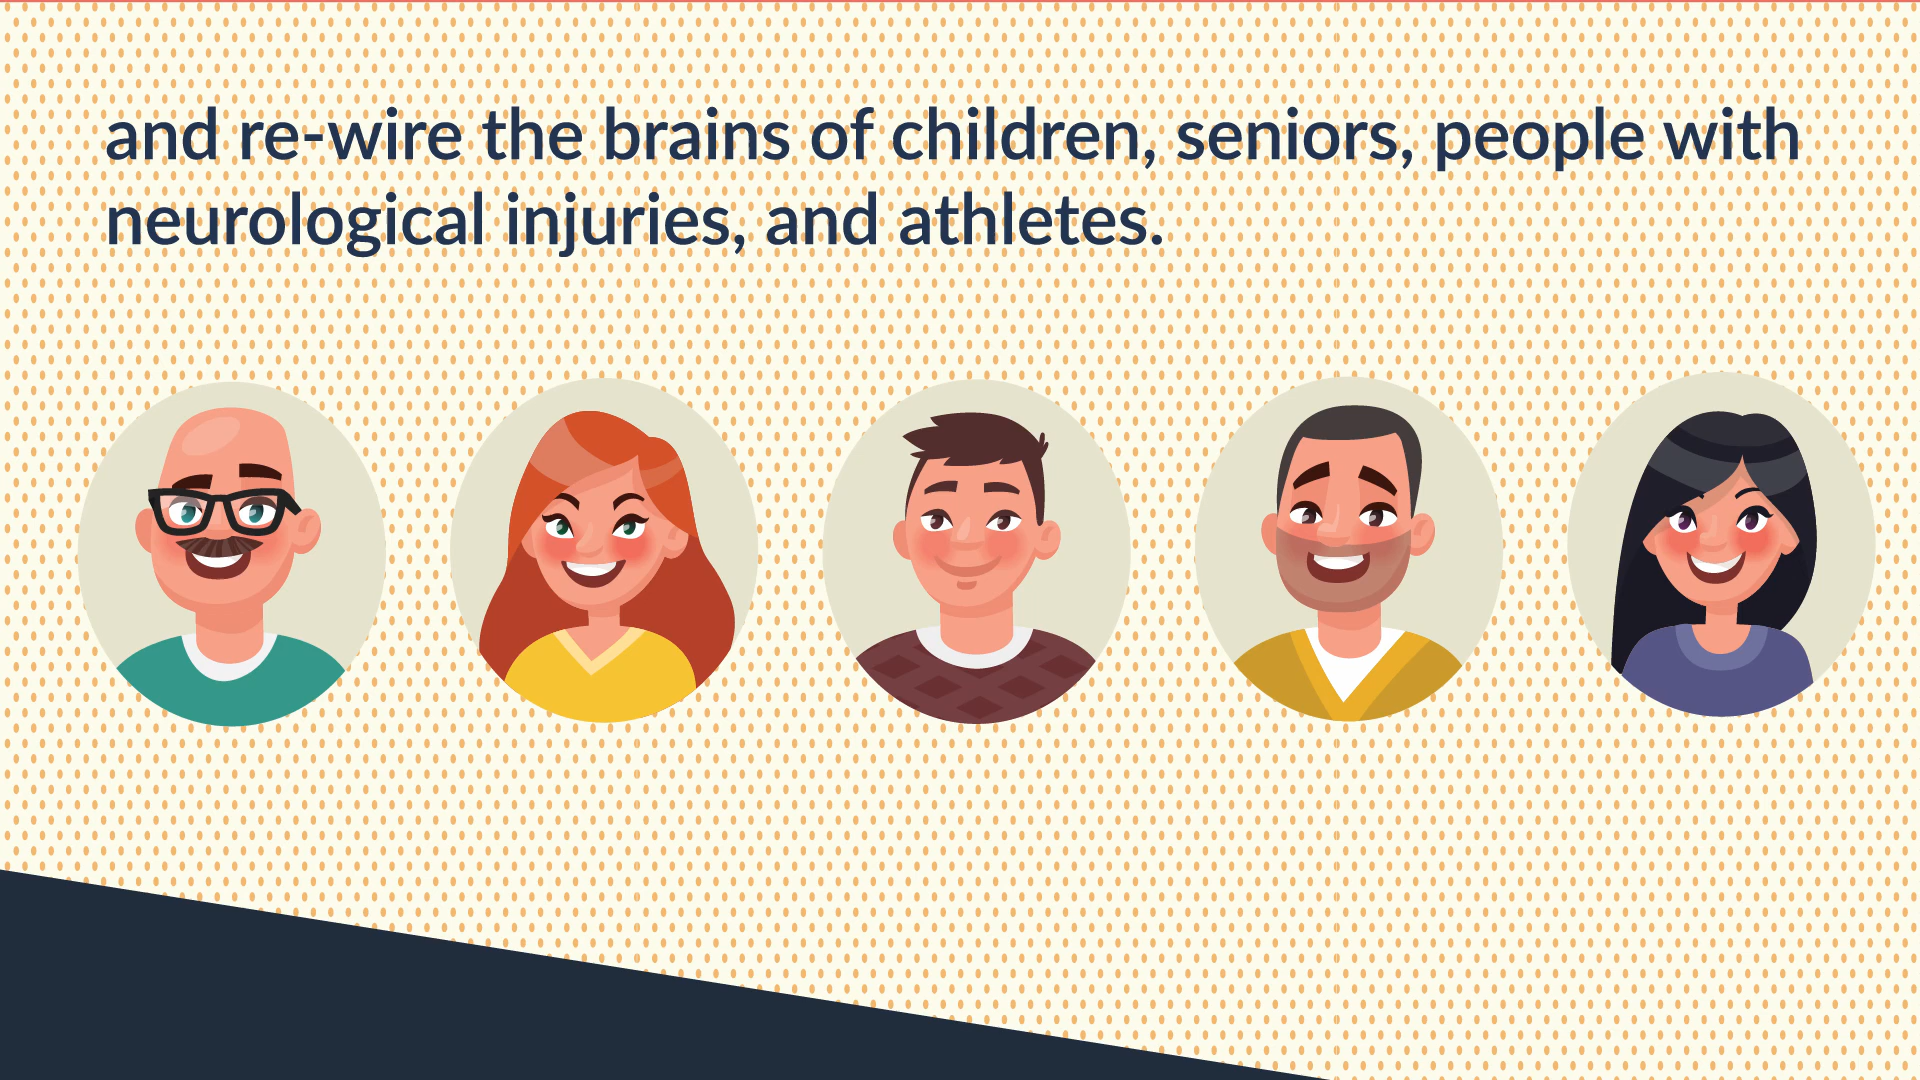 and re-wire the brains of children, seniors, people with
neurological injuries, and athletes.